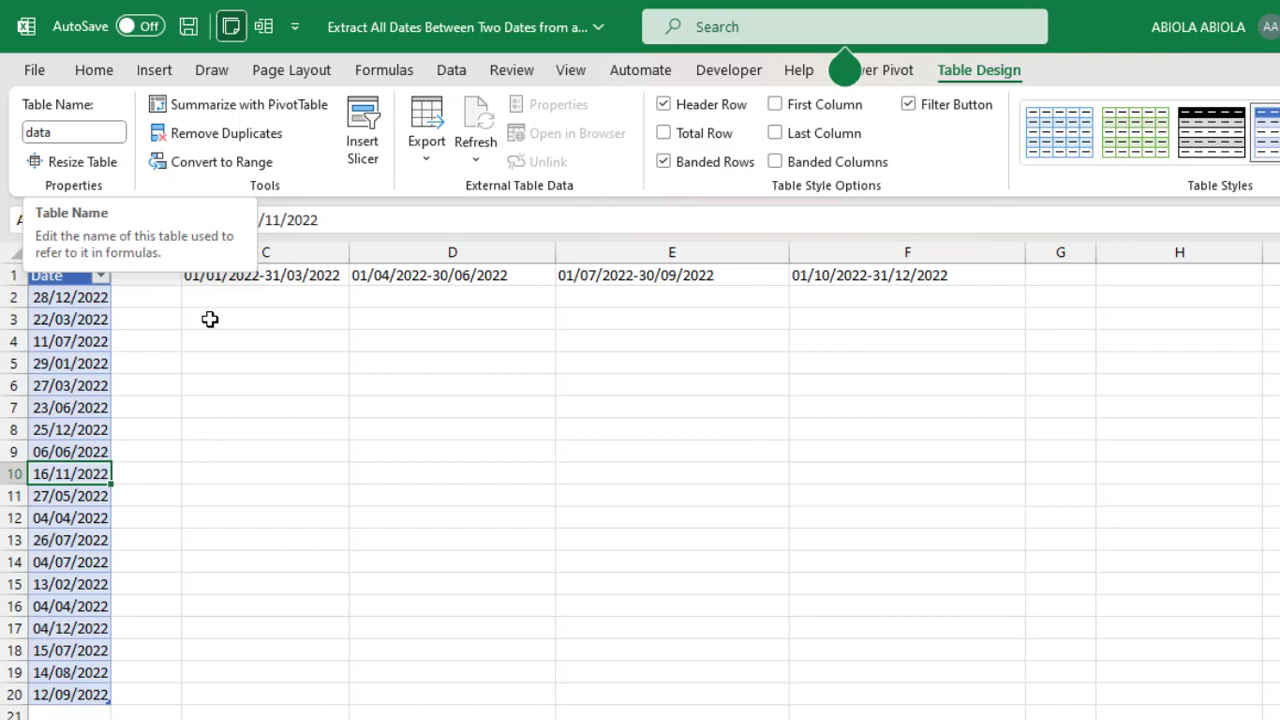 AutoSave Off Extract All Dates Between Two Dates from a... Search ABIOLA ABIOLA AA
File Home Insert Draw Page Layout Formulas Data Review View Automate Developer Help Pivot Table Design
Table Name:
data
Resize Table
Properties
Summarize with PivotTable
Remove Duplicates
Convert to Range
Tools
Insert
Slicer
Export
Refresh
Properties
Open in Browser
Unlink
External Table Data
Header Row
Total Row
Banded Rows
First Column
Last Column
Banded Columns
Filter Button
Table Style Options
Table Styles
Table Name
Edit the name of this table used to
refer to it in formulas.
/11/2022
C D E F G H
1 Date 01/01/2022-31/03/2022 01/04/2022-30/06/2022 01/07/2022-30/09/2022 01/10/2022-31/12/2022
2 28/12/2022
3 22/03/2022
4 11/07/2022
5 29/01/2022
6 27/03/2022
7 23/06/2022
8 25/12/2022
9 06/06/2022
10 16/11/2022
11 27/05/2022
12 04/04/2022
13 26/07/2022
14 04/07/2022
15 13/02/2022
16 04/04/2022
17 04/12/2022
18 15/07/2022
19 14/08/2022
20 12/09/2022
21